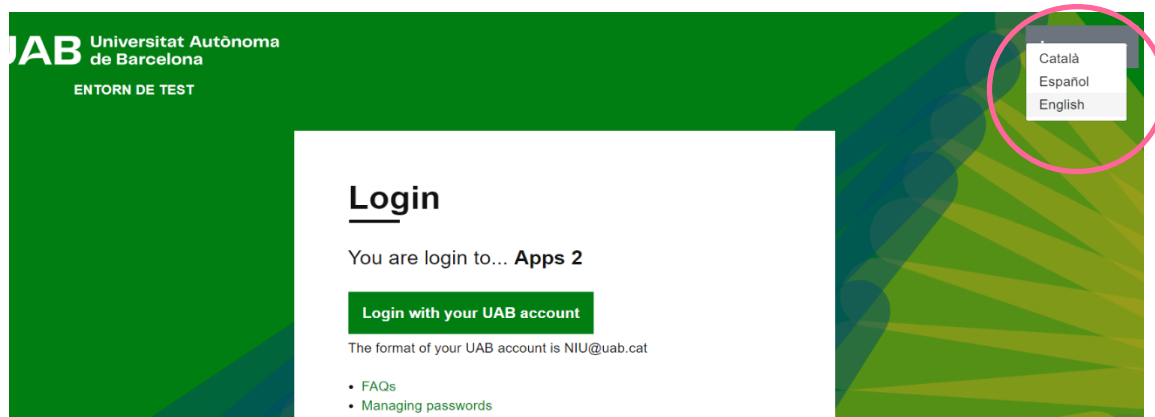 UAB Universitat Autònoma
de Barcelona
ENTORN DE TEST
Català
Español
English
Login
You are login to... Apps 2
Login with your UAB account
The format of your UAB account is NIU@uab.cat
• FAQs
• Managing passwords